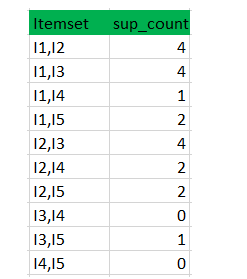 Itemset sup_count
I1,I2 4
I1,I3 4
I1,I4 1
I1,I5 2
I2,I3 4
I2,I4 2
I2,I5 2
I3,I4 0
I3,I5 1
I4,I5 0